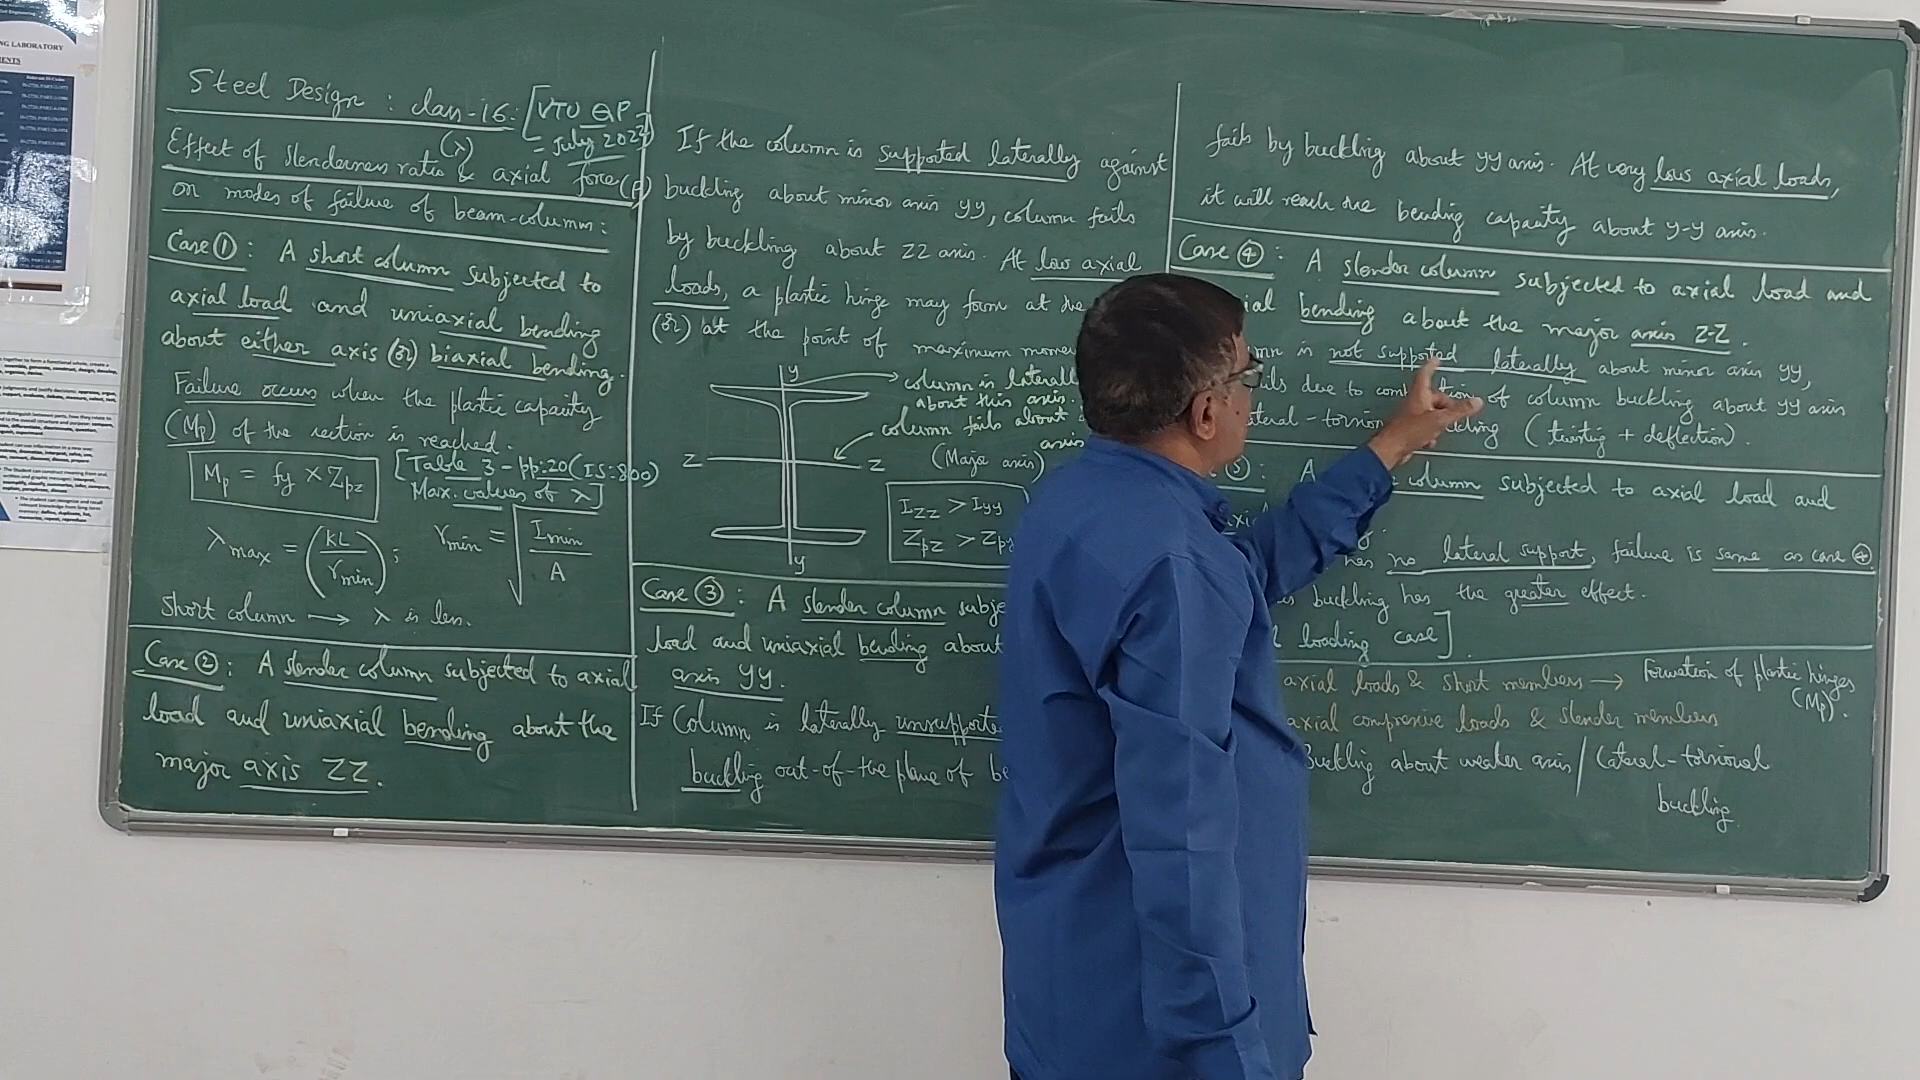 NG LABORATORY
Steel Design : class-16: [VTU QP
- July 2022]
Effect of slenderness ratio (λ) & axial force (P)
on modes of failure of beam-columns:
Case ①: A short column subjected to
axial load and uniaxial bending
about either axis (or) biaxial bending.
Failure occurs when the plastic capacity
(Mp) of the section is reached.
Mp = fy × Zpz
[Table 3 - pp:20 (IS:800)
Max. values of λ]
λmax = (KL/rmin); rmin = √(Imin/A)
Short column → λ is less.
Case ②: A slender column subjected to axial
load and uniaxial bending about the
major axis ZZ.
If the column is supported laterally against
buckling about minor axis yy, column fails
by buckling about ZZ axis. At low axial
loads, a plastic hinge may form at the
(or) at the point of maximum
y
column is
about this axis.
column fails about
axis
Z Z
(Major axis)
y
Izz > Iyy
Zpz >
Case ③: A slender column
load and uniaxial bending about
axis yy.
If Column is laterally
buckling out-of-the plane of
fails by buckling about yy axis. At very low axial loads,
it will reach the bending capacity about y-y axis.
Case ④: A slender column subjected to axial load and
bending about the major axis Z-Z.
is not supported laterally about minor axis yy,
due to of column buckling about yy axis
(twisting + deflection).
A column subjected to axial load and
has no lateral support, failure is same as case ④.
buckling has the greater effect.
loading case]
axial loads & short members → Formation of plastic hinges
(Mp).
axial compressive loads & slender members
Buckling about weaker axis / Lateral-torsional
buckling.